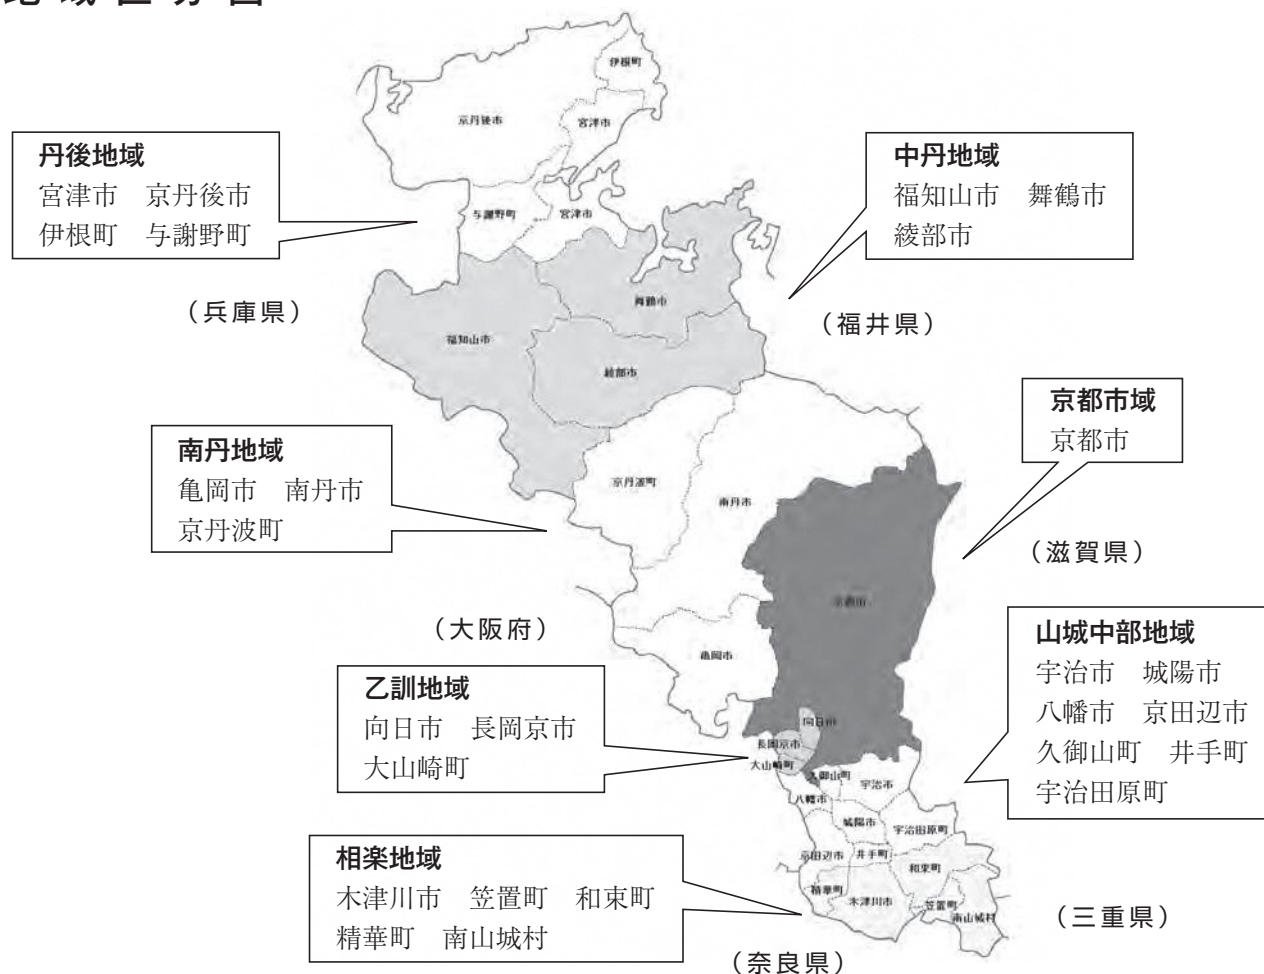 伊根町
京丹後市
宮津市
丹後地域
宮津市　京丹後市
伊根町　与謝野町
中丹地域
福知山市　舞鶴市
綾部市
与謝野町
宮津市
（兵庫県）
舞鶴市
（福井県）
福知山市
綾部市
京都市域
京都市
南丹地域
亀岡市　南丹市
京丹波町
京丹波町
南丹市
（滋賀県）
京都市
（大阪府）
亀岡市
山城中部地域
宇治市　城陽市
八幡市　京田辺市
久御山町　井手町
宇治田原町
乙訓地域
向日市　長岡京市
大山崎町
向日市
長岡京市
大山崎町
久御山町
宇治市
八幡市
城陽市
宇治田原町
京田辺市
井手町
和束町
相楽地域
木津川市　笠置町　和束町
精華町　南山城村
精華町
木津川市
笠置町
南山城村
（三重県）
（奈良県）